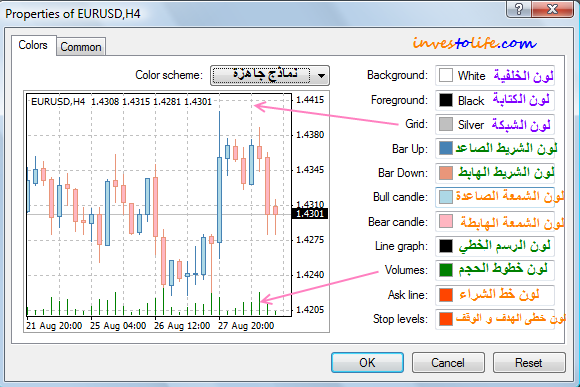 Properties of EURUSD,H4
Colors
Common
investolife.com
Color scheme:
نماذج جاهزة
EURUSD,H4 1.4308 1.4315 1.4281 1.4301
1.4415
1.4380
1.4345
1.4310
1.4301
1.4275
1.4240
1.4205
21 Aug 20:00 25 Aug 04:00 26 Aug 12:00 27 Aug 20:00
Background: White لون الخلفية
Foreground: Black لون الكتابة
Grid: Silver لون الشبكة
Bar Up: لون الشريط الصاعد
Bar Down: لون الشريط الهابط
Bull candle: لون الشمعة الصاعدة
Bear candle: لون الشمعة الهابطة
Line graph: لون الرسم الخطي
Volumes: لون خطوط الحجم
Ask line: لون خط الشراء
Stop levels: لون خطى الهدف و الوقف
OK
Cancel
Reset